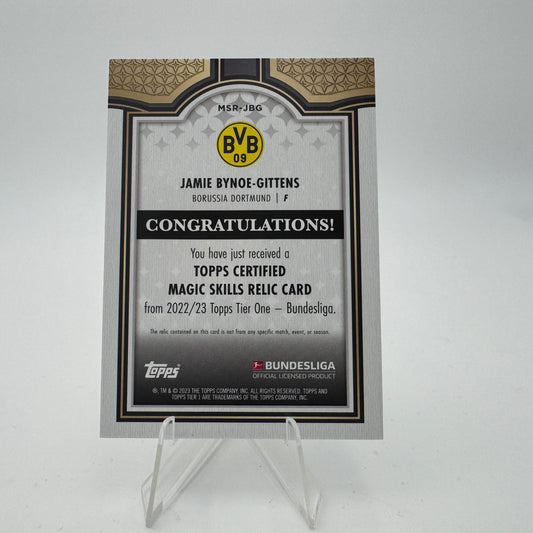 MSR-JBG
BVB
09
JAMIE BYNOE-GITTENS
BORUSSIA DORTMUND | F
CONGRATULATIONS!
You have just received a
TOPPS CERTIFIED
MAGIC SKILLS RELIC CARD
from 2022/23 Topps Tier One – Bundesliga.
The relic contained on this card is not from any specific match, event, or season.
topps
BUNDESLIGA
OFFICIAL LICENSED PRODUCT
®, TM & © 2023 THE TOPPS COMPANY, INC. ALL RIGHTS RESERVED. TOPPS AND
TOPPS TIER 1 ARE TRADEMARKS OF THE TOPPS COMPANY, INC.